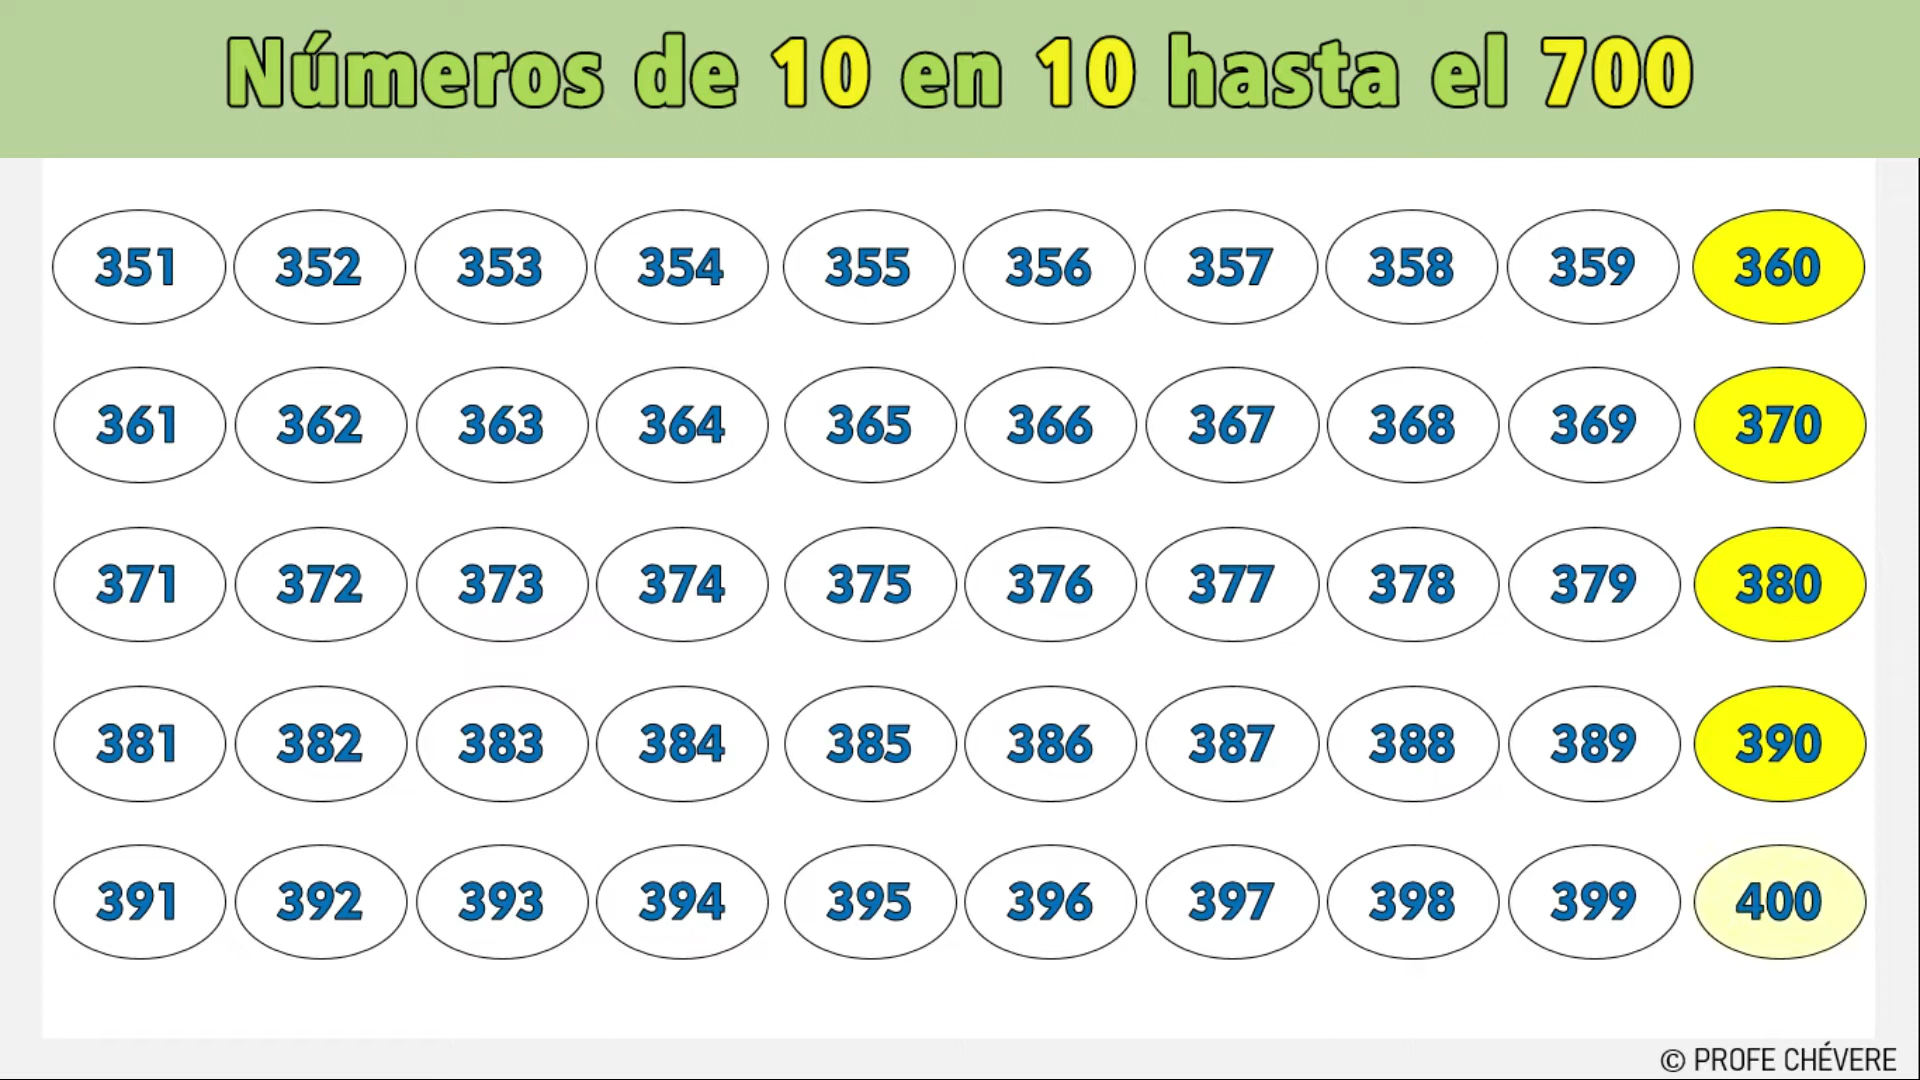 Números de 10 en 10 hasta el 700
351 352 353 354 355 356 357 358 359 360
361 362 363 364 365 366 367 368 369 370
371 372 373 374 375 376 377 378 379 380
381 382 383 384 385 386 387 388 389 390
391 392 393 394 395 396 397 398 399 400
© PROFE CHÉVERE